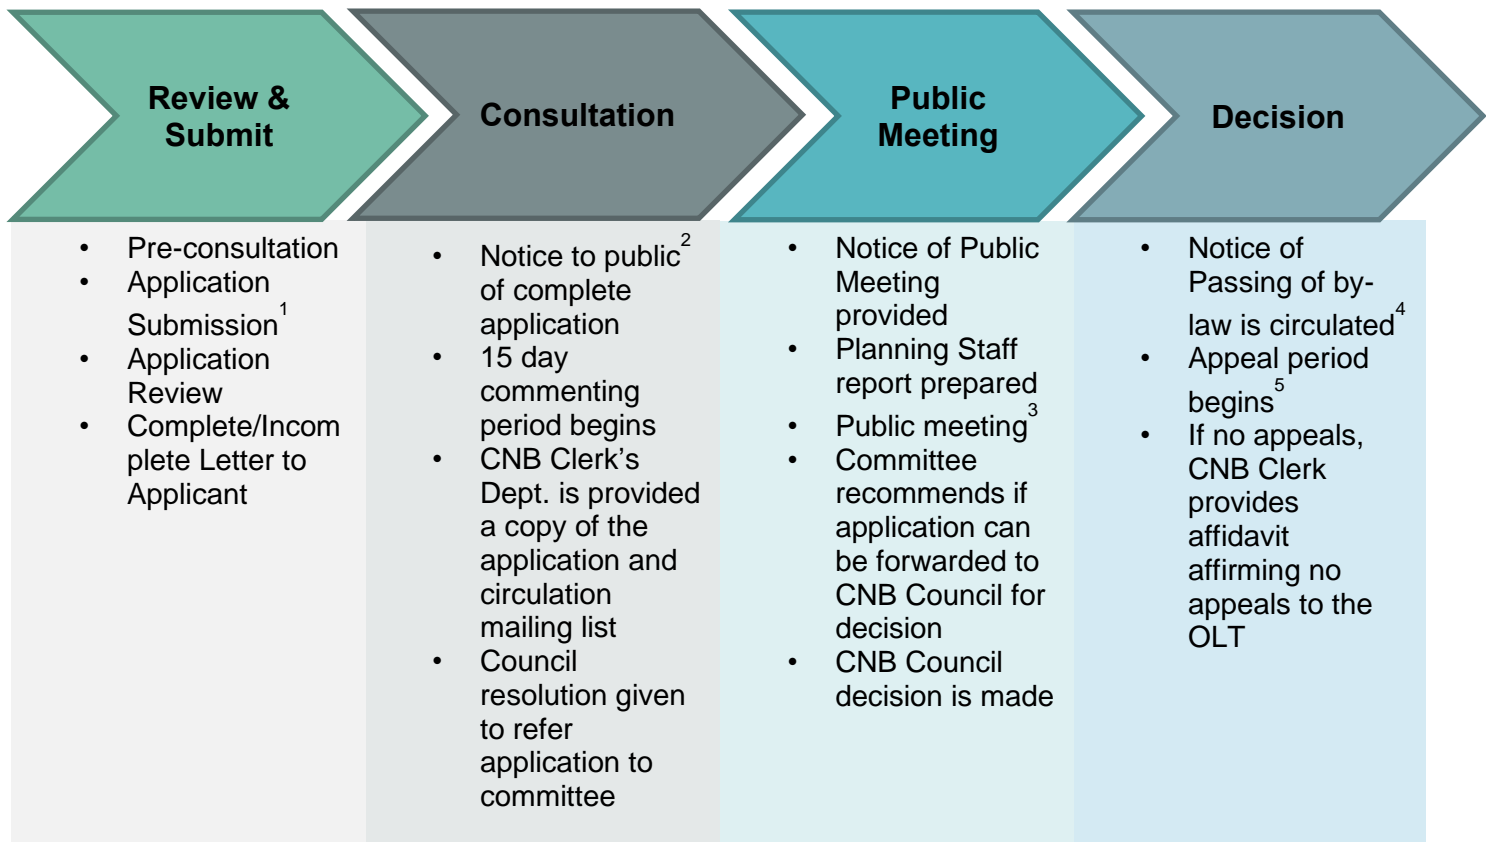 Review &
Submit
• Pre-consultation
• Application
Submission1
• Application
Review
• Complete/Incom
plete Letter to
Applicant
Consultation
• Notice to public2
of complete
application
• 15 day
commenting
period begins
• CNB Clerk’s
Dept. is provided
a copy of the
application and
circulation
mailing list
• Council
resolution given
to refer
application to
committee
Public
Meeting
• Notice of Public
Meeting
provided
• Planning Staff
report prepared
• Public meeting3
• Committee
recommends if
application can
be forwarded to
CNB Council for
decision
• CNB Council
decision is made
Decision
• Notice of
Passing of by-
law is circulated4
• Appeal period
begins5
• If no appeals,
CNB Clerk
provides
affidavit
affirming no
appeals to the
OLT